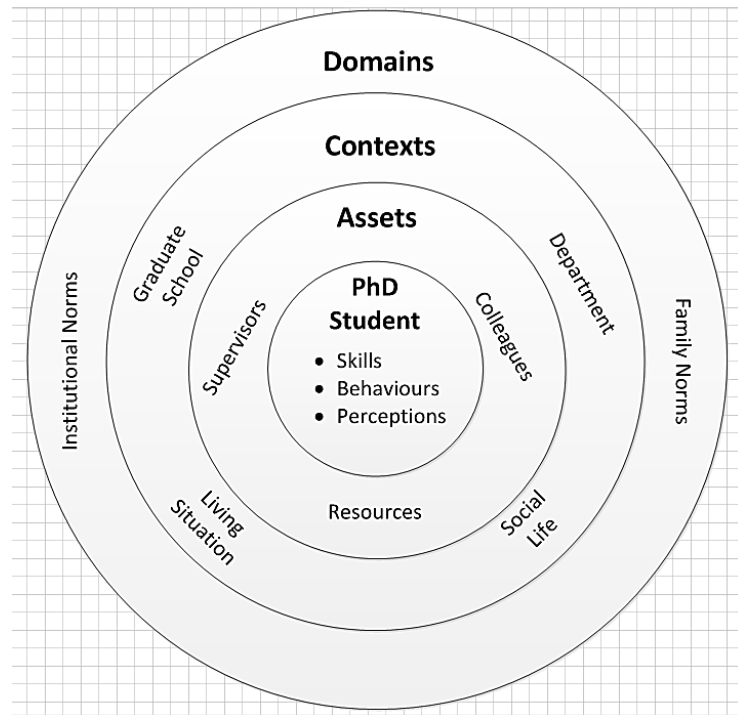 Domains
Contexts
Assets
PhD
Student
• Skills
• Behaviours
• Perceptions
Supervisors
Colleagues
Resources
Graduate
School
Department
Living
Situation
Social
Life
Institutional Norms
Family Norms